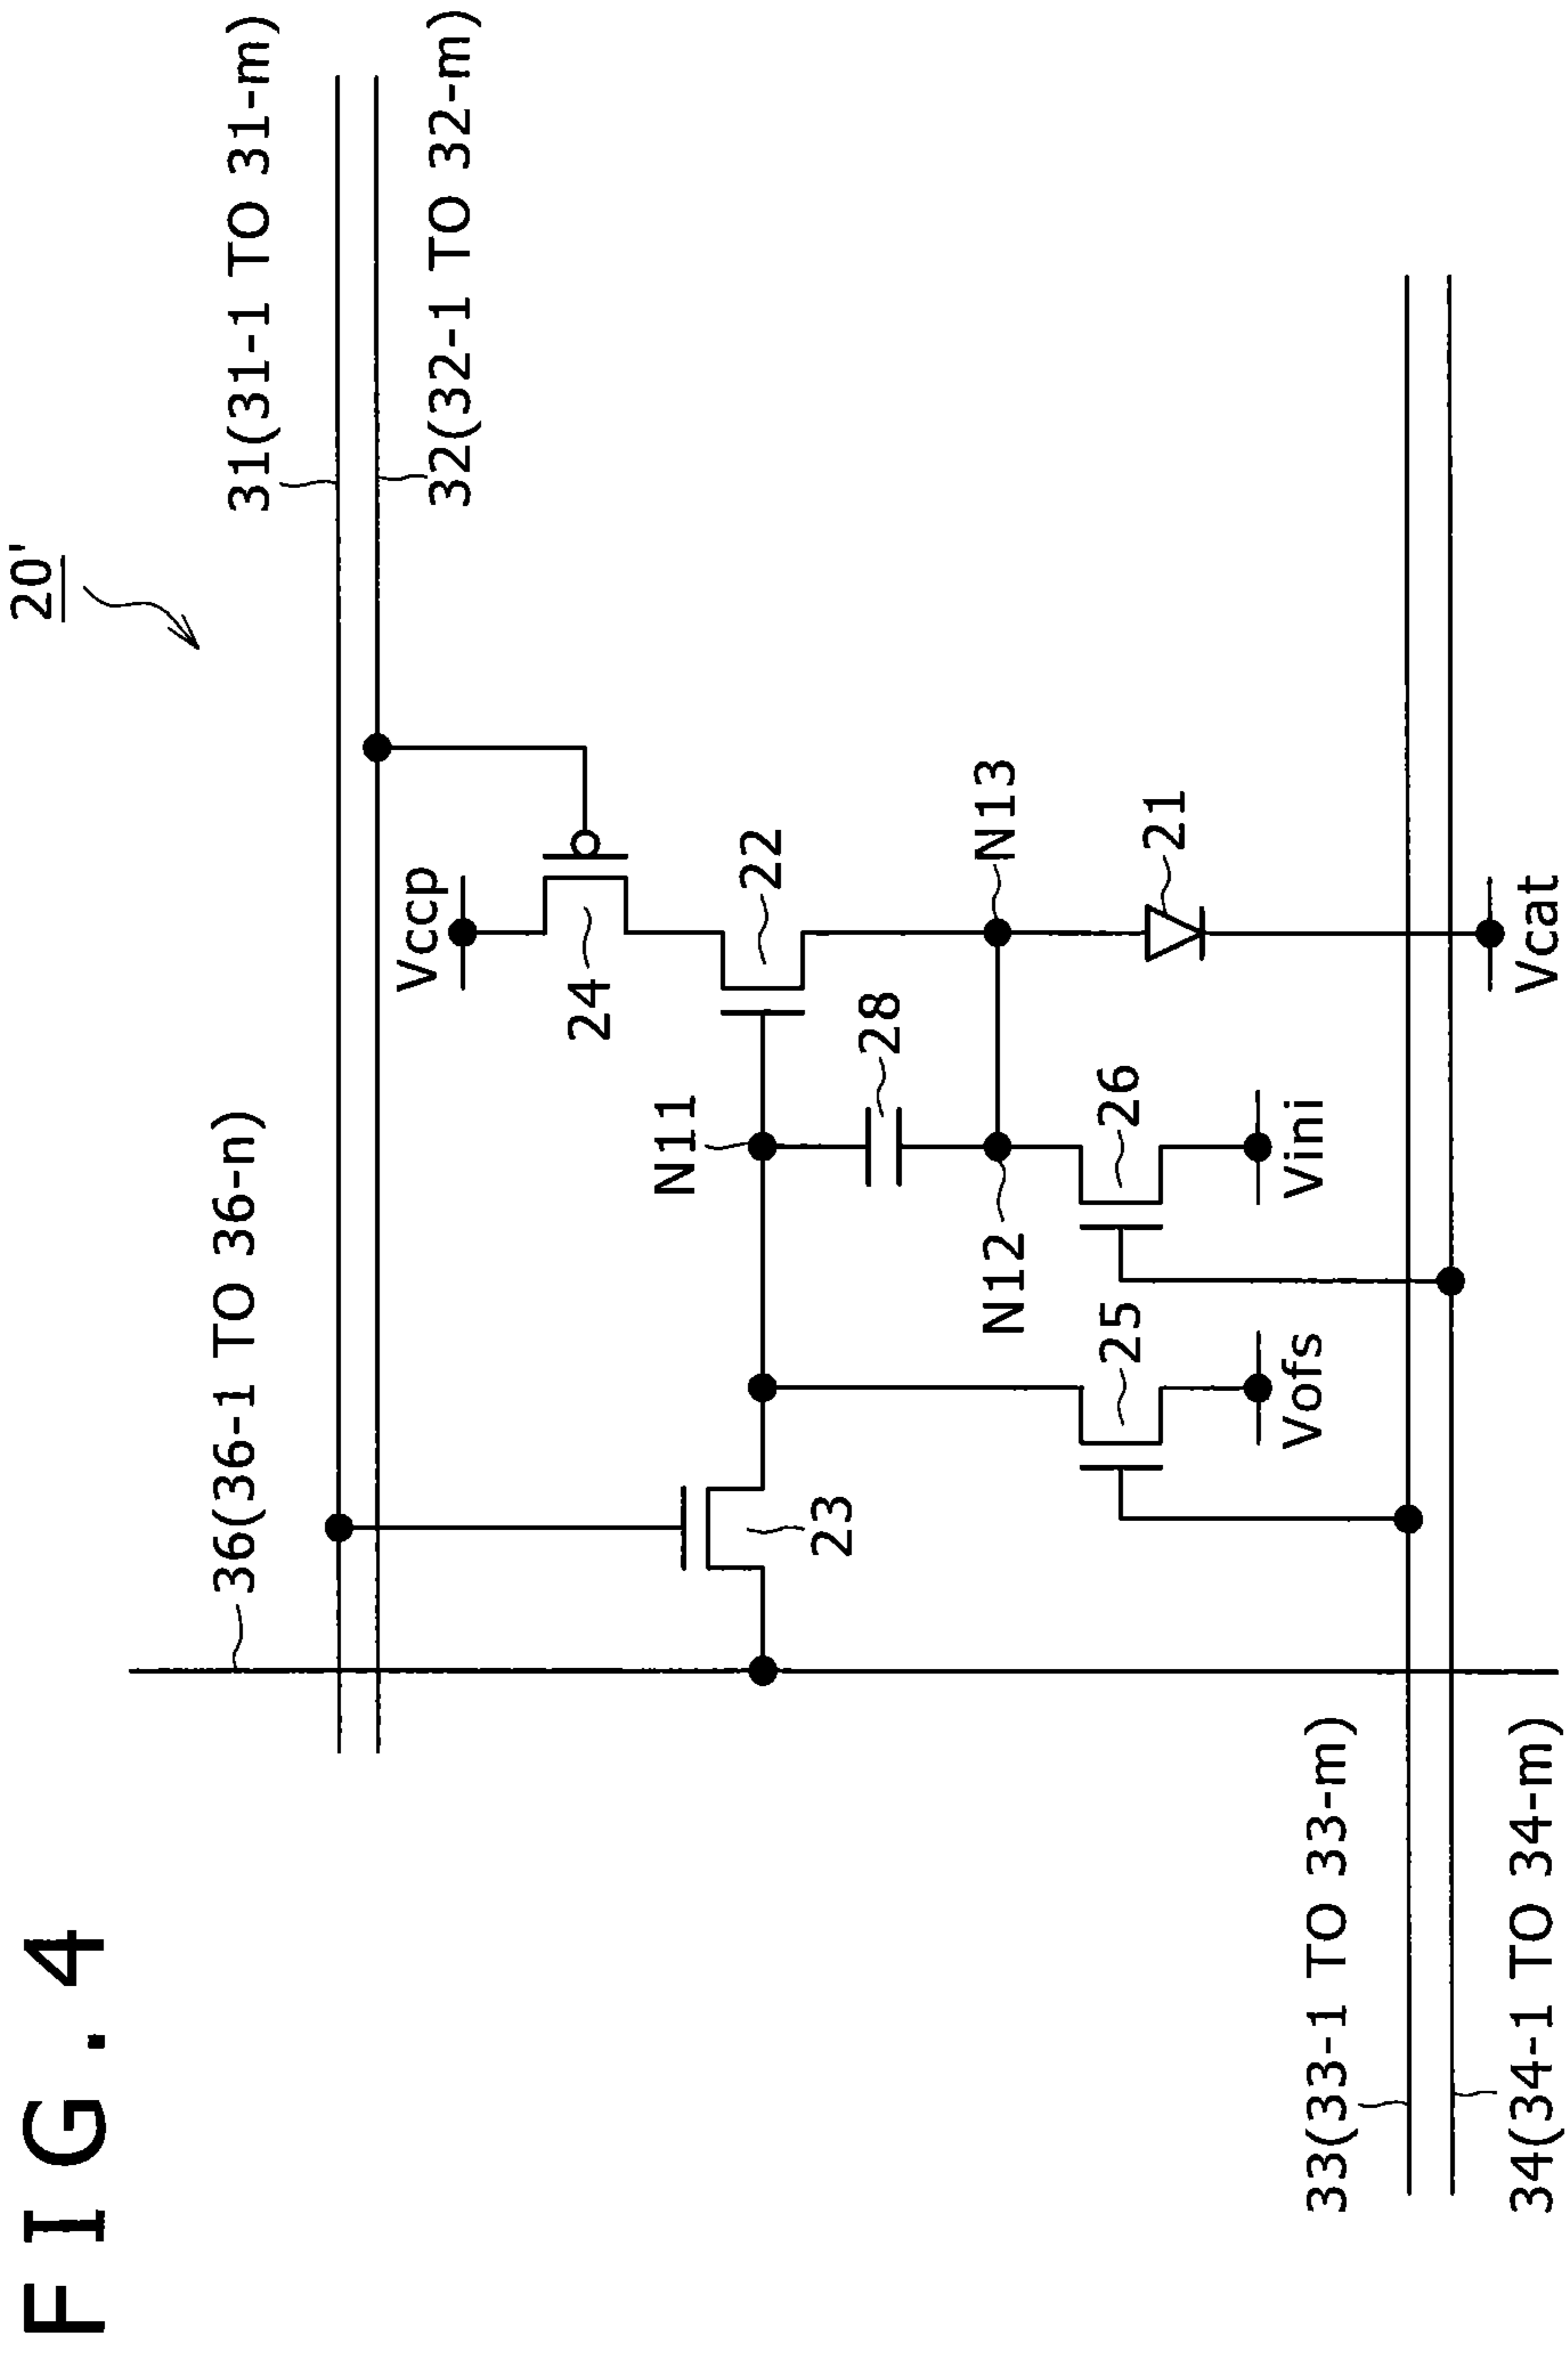 FIG. 4
20'
36(36-1 TO 36-n)
31(31-1 TO 31-m)
32(32-1 TO 32-m)
Vccp
24
22
N11
23
28
N12
N13
25
26
21
Vofs
Vini
33(33-1 TO 33-m)
34(34-1 TO 34-m)
Vcat